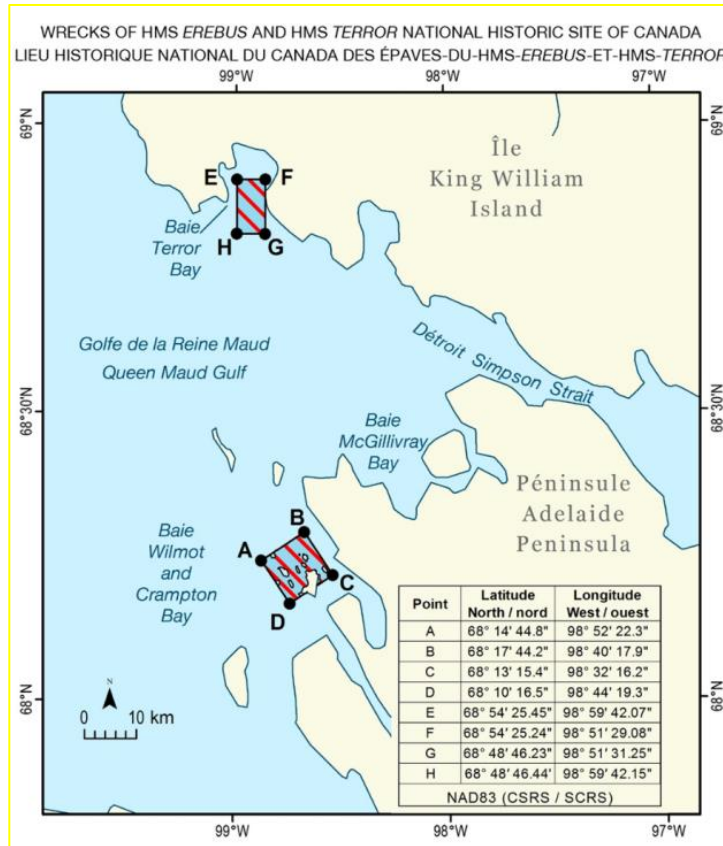 WRECKS OF HMS EREBUS AND HMS TERROR NATIONAL HISTORIC SITE OF CANADA
LIEU HISTORIQUE NATIONAL DU CANADA DES ÉPAVES-DU-HMS-EREBUS-ET-HMS-TERROR
99°W 98°W 97°W
69°N 69°N
Île
King William
Island
E F
H G
Baie
Terror
Bay
Golfe de la Reine Maud
Queen Maud Gulf
Détroit Simpson Strait
68°30'N 68°30'N
Baie
McGillivray
Bay
Péninsule
Adelaide
Peninsula
Baie
Wilmot
and
Crampton
Bay
A B
C
D
N
0 10 km
68°N 68°N
Point Latitude North / nord Longitude West / ouest
A 68° 14' 44.8" 98° 52' 22.3"
B 68° 17' 44.2" 98° 40' 17.9"
C 68° 13' 15.4" 98° 32' 16.2"
D 68° 10' 16.5" 98° 44' 19.3"
E 68° 54' 25.45" 98° 59' 42.07"
F 68° 54' 25.24" 98° 51' 29.08"
G 68° 48' 46.23" 98° 51' 31.25"
H 68° 48' 46.44' 98° 59' 42.15"
NAD83 (CSRS / SCRS)
99°W 98°W 97°W